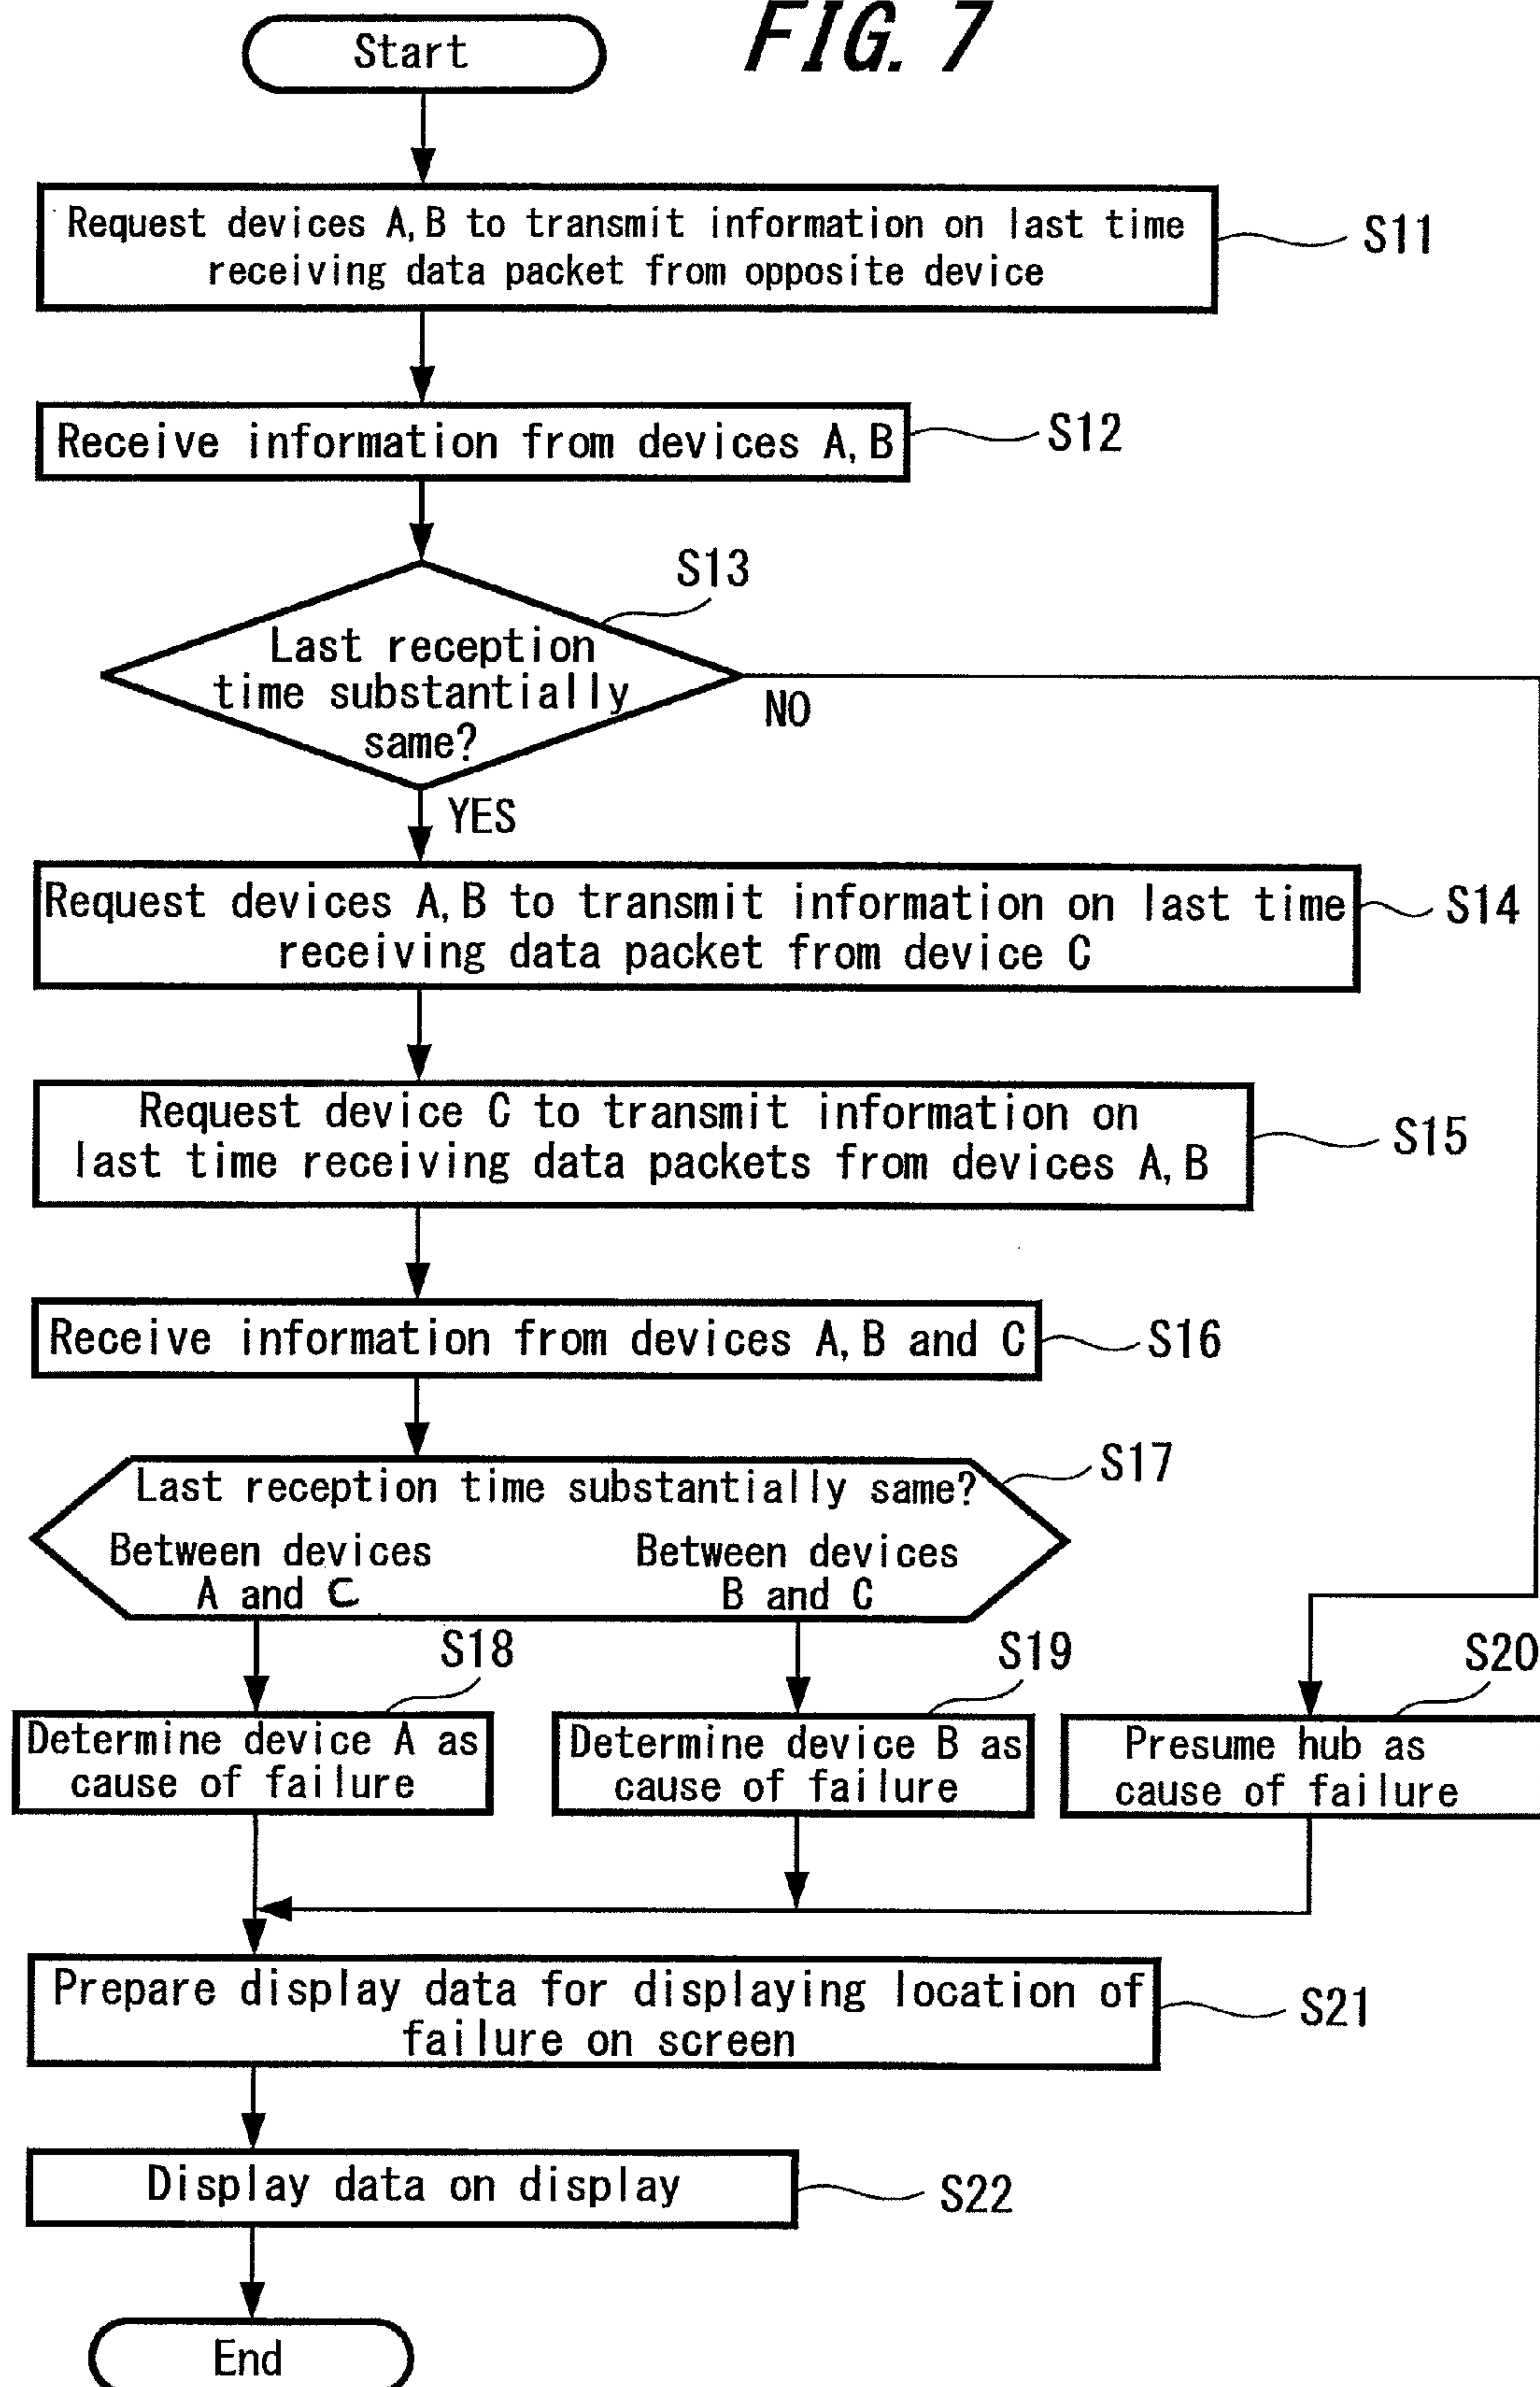 FIG. 7
Start
Request devices A,B to transmit information on last time
receiving data packet from opposite device
S11
Receive information from devices A,B
S12
S13
Last reception
time substantially
same?
NO
YES
Request devices A,B to transmit information on last time
receiving data packet from device C
S14
Request device C to transmit information on
last time receiving data packets from devices A,B
S15
Receive information from devices A,B and C
S16
Last reception time substantially same?
S17
Between devices
A and C
Between devices
B and C
S18
S19
S20
Determine device A as
cause of failure
Determine device B as
cause of failure
Presume hub as
cause of failure
Prepare display data for displaying location of
failure on screen
S21
Display data on display
S22
End